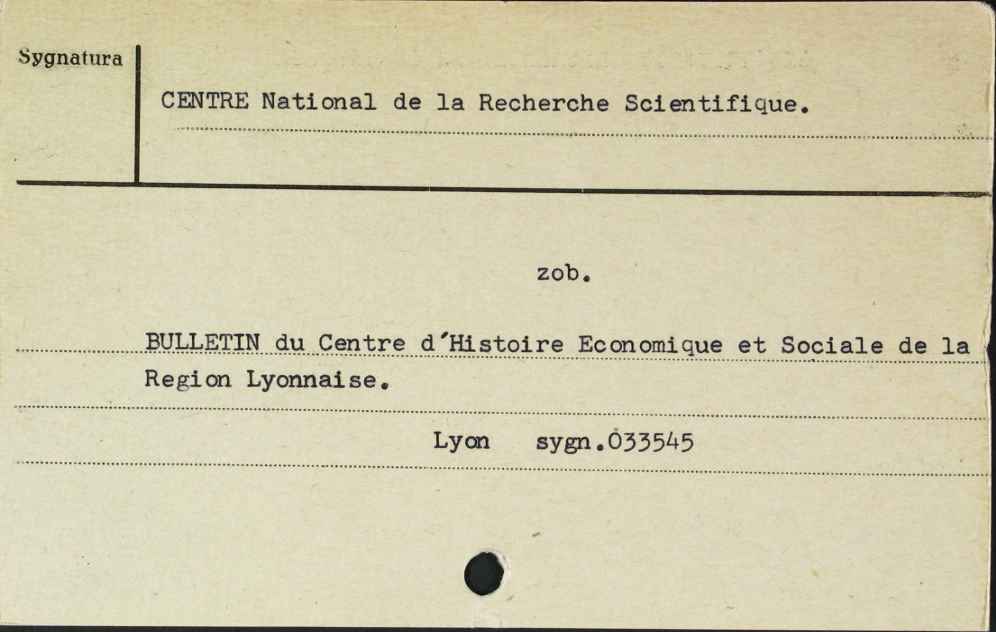 Sygnatura
CENTRE National de la Recherche Scientifique.
zob.
BULLETIN du Centre d'Histoire Economique et Sociale de la
Region Lyonnaise.
Lyon sygn.033545